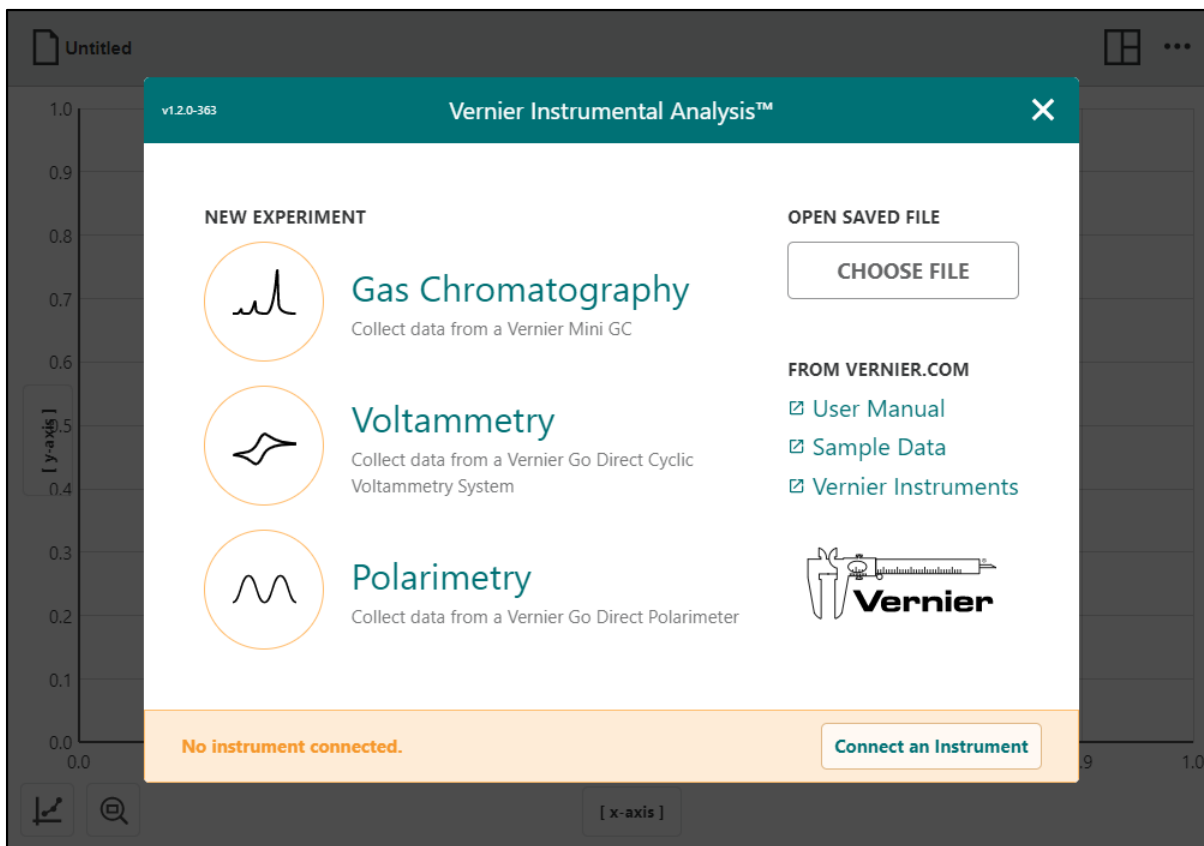 Untitled
•••
v1.2.0-363
Vernier Instrumental Analysis™
NEW EXPERIMENT
Gas Chromatography
Collect data from a Vernier Mini GC
Voltammetry
Collect data from a Vernier Go Direct Cyclic
Voltammetry System
Polarimetry
Collect data from a Vernier Go Direct Polarimeter
OPEN SAVED FILE
CHOOSE FILE
FROM VERNIER.COM
User Manual
Sample Data
Vernier Instruments
Vernier
No instrument connected.
Connect an Instrument
1.0
0.9
0.8
0.7
0.6
0.5
0.4
0.3
0.2
0.1
0.0
[ y-axis ]
0.0
.9
1.0
[ x-axis ]